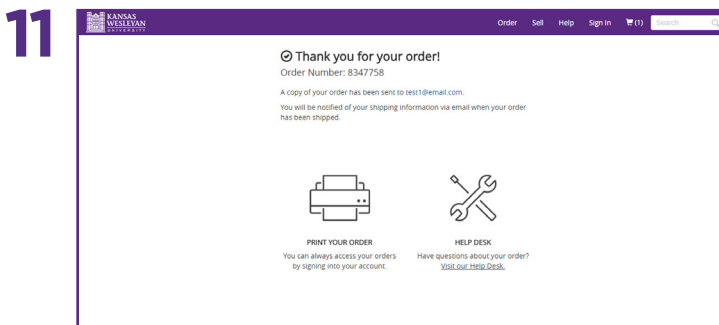 11
KANSAS
WESLEYAN
UNIVERSITY
Order Sell Help Sign In (1) Search
Thank you for your order!
Order Number: 8347758
A copy of your order has been sent to test1@email.com.
You will be notified of your shipping information via email when your order
has been shipped.
PRINT YOUR ORDER
You can always access your orders
by signing into your account.
HELP DESK
Have questions about your order?
Visit our Help Desk.